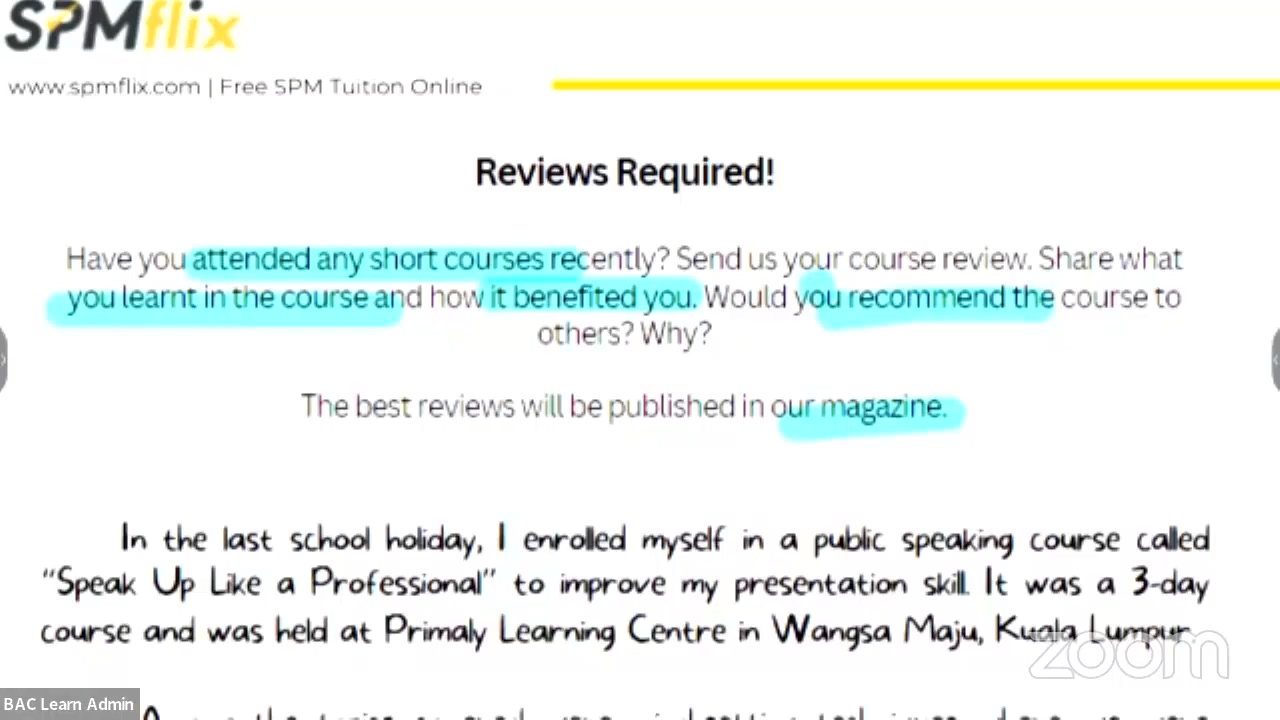 SPMflix
www.spmflix.com | Free SPM Tuition Online
Reviews Required!
Have you attended any short courses recently? Send us your course review. Share what
you learnt in the course and how it benefited you. Would you recommend the course to
others? Why?
The best reviews will be published in our magazine.
In the last school holiday, I enrolled myself in a public speaking course called
“Speak Up Like a Professional” to improve my presentation skill. It was a 3-day
course and was held at Primaly Learning Centre in Wangsa Maju, Kuala Lumpur.
zoom
BAC Learn Admin